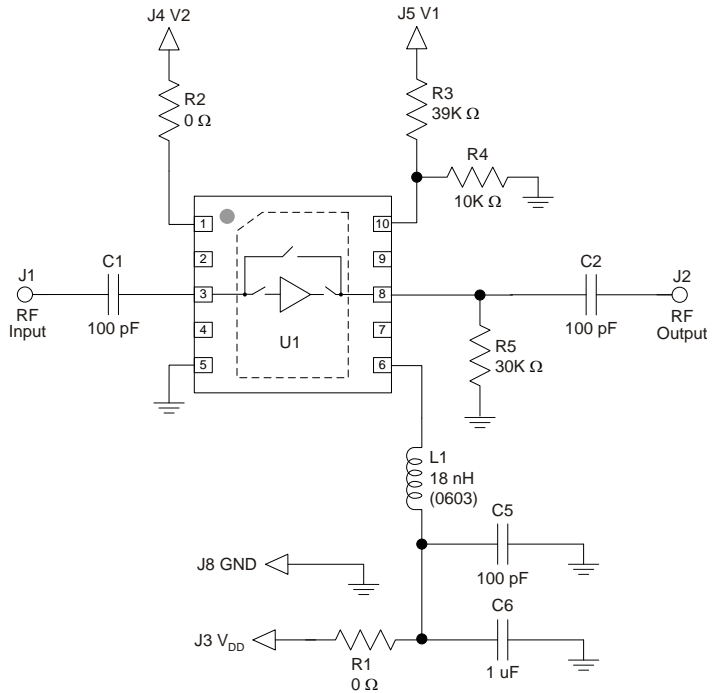 J4 V2
J5 V1
R2
0 Ω
R3
39K Ω
R4
10K Ω
1
10
2
9
J1
C1
3
8
C2
J2
RF
Input
100 pF
4
7
U1
100 pF
RF
Output
5
6
R5
30K Ω
L1
18 nH
(0603)
C5
100 pF
J8 GND
C6
1 uF
J3 VDD
R1
0 Ω